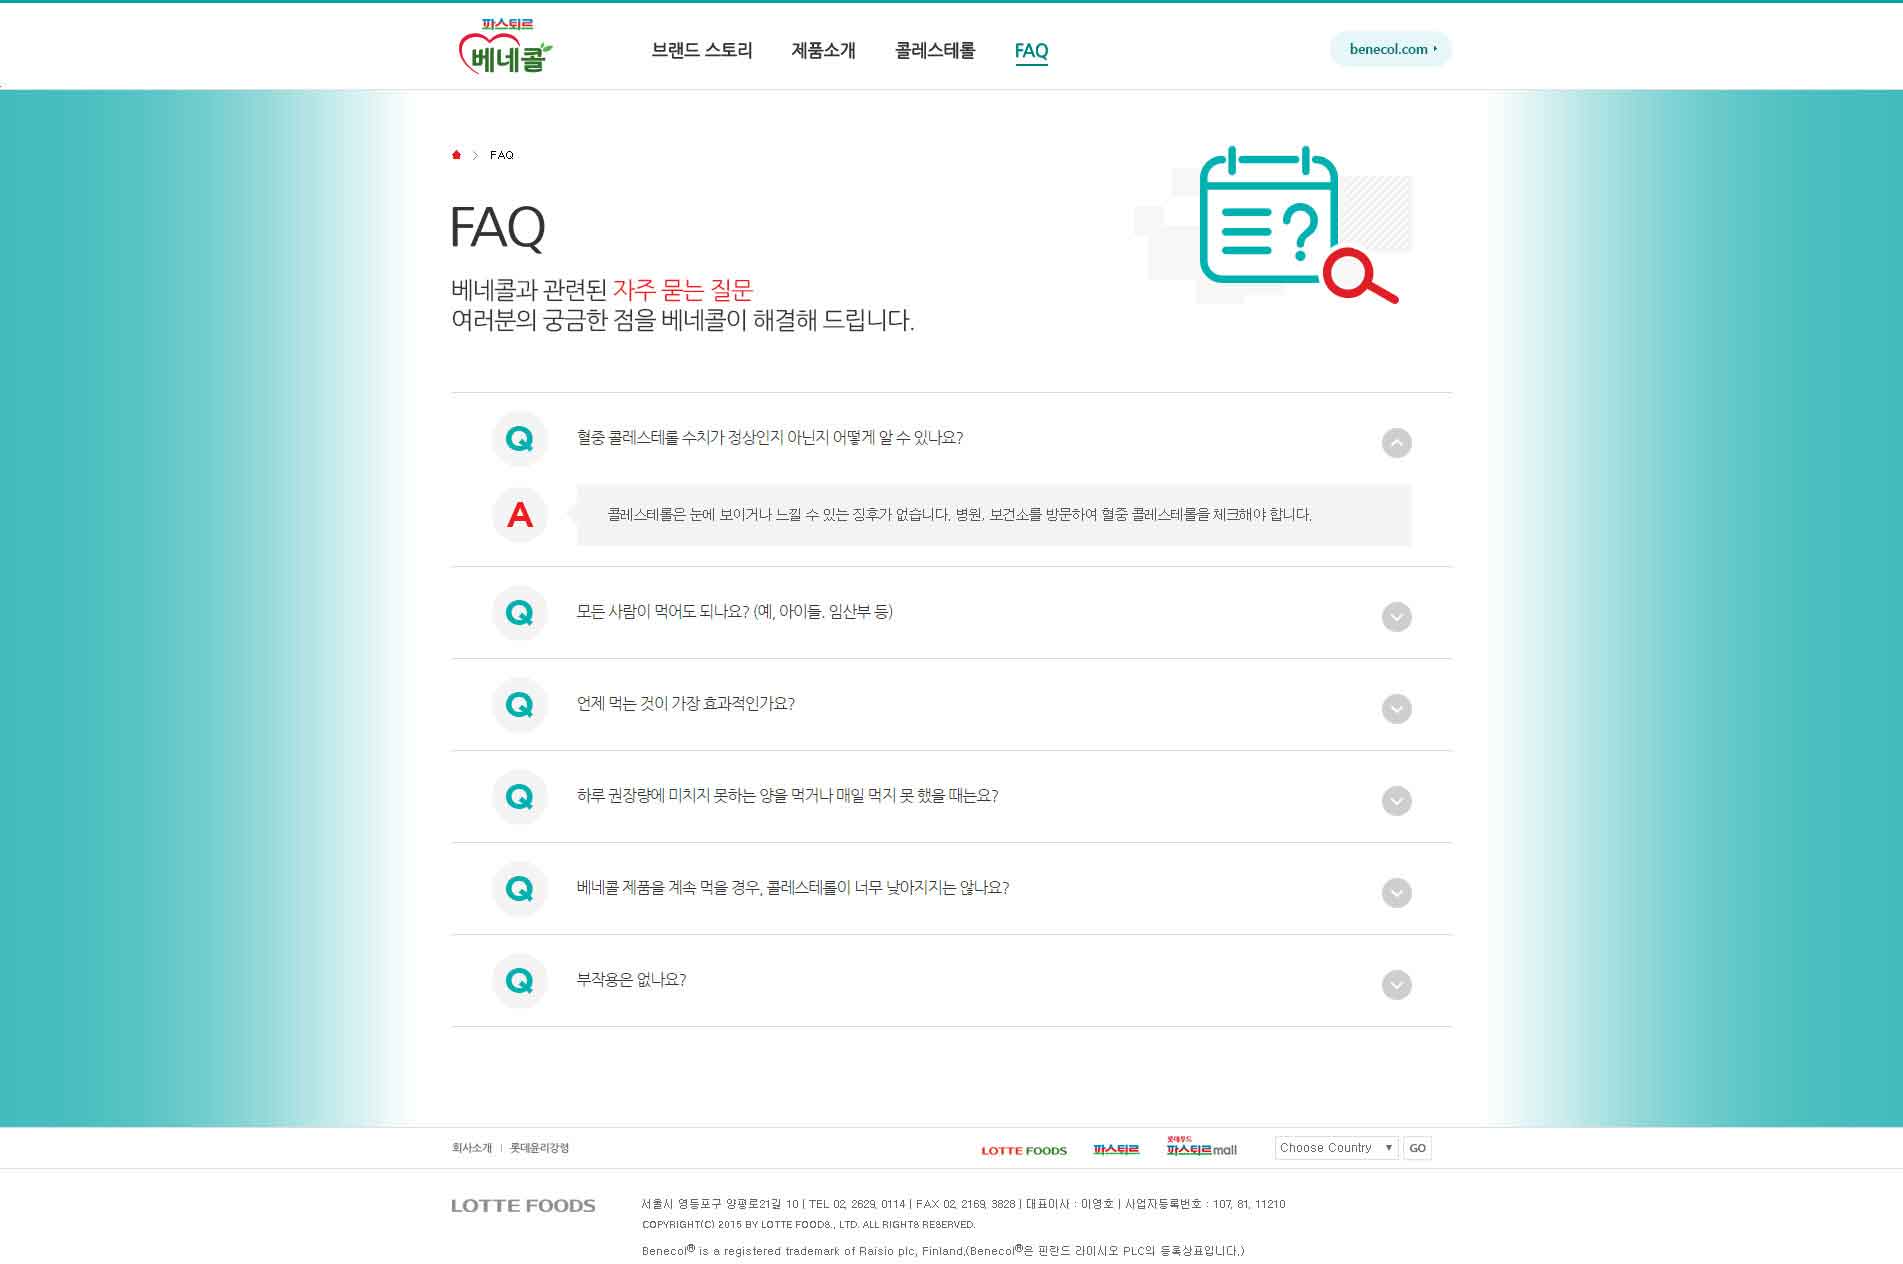 파스퇴르
베네콜
브랜드 스토리 제품소개 콜레스테롤 FAQ
benecol.com
FAQ
FAQ
베네콜과 관련된 자주 묻는 질문
여러분의 궁금한 점을 베네콜이 해결해 드립니다.
?
Q 혈중 콜레스테롤 수치가 정상인지 아닌지 어떻게 알 수 있나요?
A 콜레스테롤은 눈에 보이거나 느낄 수 있는 징후가 없습니다. 병원, 보건소를 방문하여 혈중 콜레스테롤을 체크해야 합니다.
Q 모든 사람이 먹어도 되나요? (예, 아이들. 임산부 등)
Q 언제 먹는 것이 가장 효과적인가요?
Q 하루 권장량에 미치지 못하는 양을 먹거나 매일 먹지 못 했을 때는요?
Q 베네콜 제품을 계속 먹을 경우, 콜레스테롤이 너무 낮아지지는 않나요?
Q 부작용은 없나요?
회사소개 | 롯데윤리강령
LOTTE FOODS 파스퇴르 롯데푸드 파스퇴르mall Choose Country GO
LOTTE FOODS
서울시 영등포구 양평로21길 10 | TEL 02, 2629, 0114 | FAX 02, 2169, 3828 | 대표이사 : 이영호 | 사업자등록번호 : 107, 81, 11210
COPYRIGHT(C) 2015 BY LOTTE FOODS., LTD. ALL RIGHTS RESERVED.
Benecol® is a registered trademark of Raisio plc, Finland.(Benecol®은 핀란드 라이시오 PLC의 등록상표입니다.)